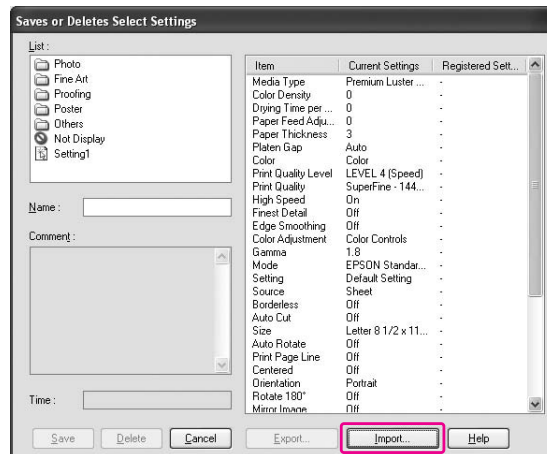 Saves or Deletes Select Settings
List :
Photo
Fine Art
Proofing
Poster
Others
Not Display
Setting1
Name :
Comment :
Time :
Item Current Settings Registered Sett...
Media Type Premium Luster ... -
Color Density 0 -
Drying Time per ... 0 -
Paper Feed Adju... 0 -
Paper Thickness 3 -
Platen Gap Auto -
Color Color -
Print Quality Level LEVEL 4 (Speed) -
Print Quality SuperFine - 144... -
High Speed On -
Finest Detail Off -
Edge Smoothing Off -
Color Adjustment Color Controls -
Gamma 1.8 -
Mode EPSON Standar... -
Setting Default Setting -
Source Sheet -
Borderless Off -
Auto Cut Off -
Size Letter 8 1/2 x 11... -
Auto Rotate Off -
Print Page Line Off -
Centered Off -
Orientation Portrait -
Rotate 180° Off -
Mirror Image Off -
Save Delete Cancel Export... Import... Help